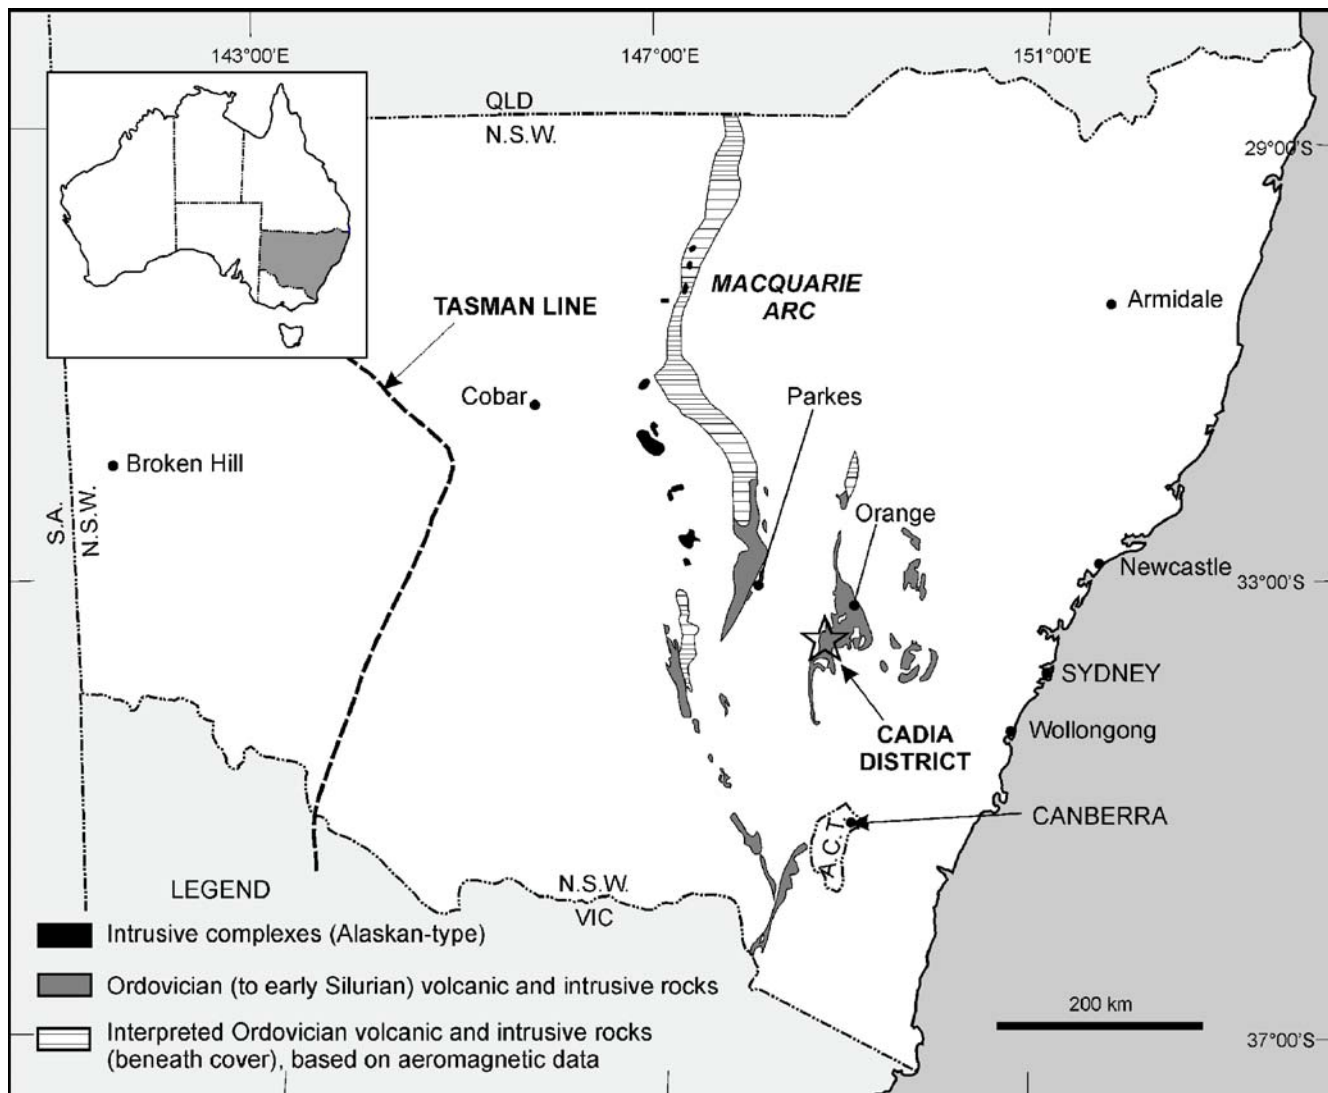 143°00'E
147°00'E
151°00'E
QLD
N.S.W.
29°00'S
MACQUARIE
ARC
TASMAN LINE
Armidale
Cobar
Parkes
Broken Hill
S.A.
N.S.W.
Orange
Newcastle
33°00'S
SYDNEY
Wollongong
CADIA
DISTRICT
CANBERRA
A.C.T.
LEGEND
N.S.W.
VIC
Intrusive complexes (Alaskan-type)
Ordovician (to early Silurian) volcanic and intrusive rocks
Interpreted Ordovician volcanic and intrusive rocks
(beneath cover), based on aeromagnetic data
200 km
37°00'S